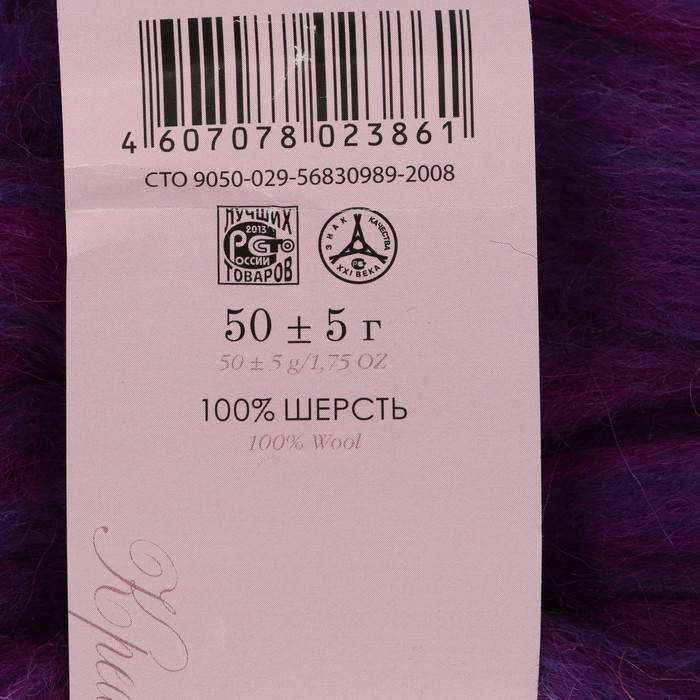 4 607078 023861
СТО 9050-029-56830989-2008
ЛУЧШИХ
2013
СТО
РОССИИ
ТОВАРОВ
ЗНАК КАЧЕСТВА
XXI ВЕКА
50 ± 5 г
50 ± 5 g/1,75 OZ
100% ШЕРСТЬ
100% Wool